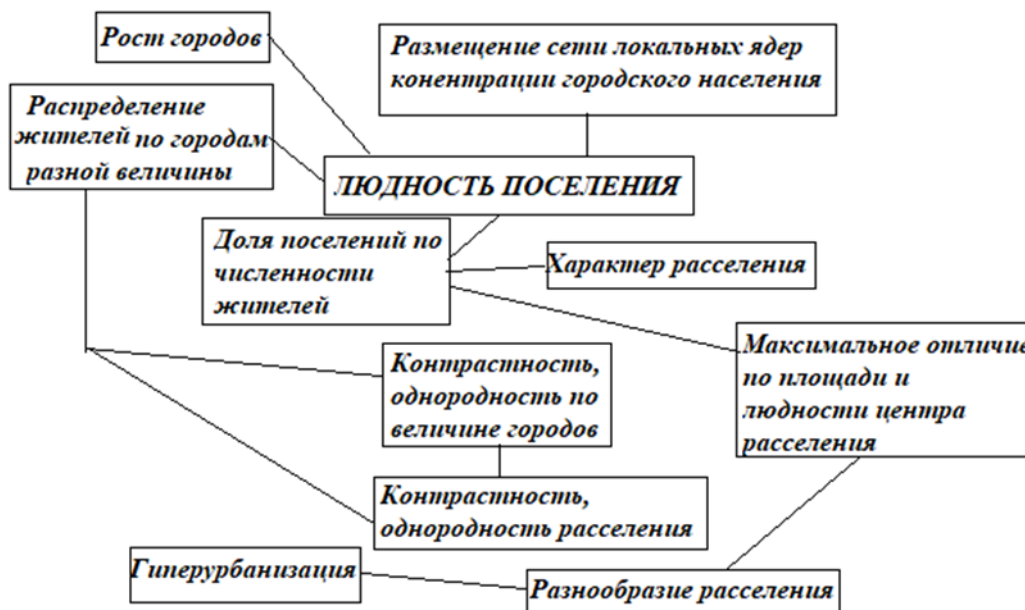 Рост городов
Размещение сети локальных ядер
конентрации городского населения
Распределение
жителей по городам
разной величины
ЛЮДНОСТЬ ПОСЕЛЕНИЯ
Доля поселений по
численности
жителей
Характер расселения
Максимальное отличие
по площади и
людности центра
расселения
Контрастность,
однородность по
величине городов
Контрастность,
однородность расселения
Гиперурбанизация
Разнообразие расселения